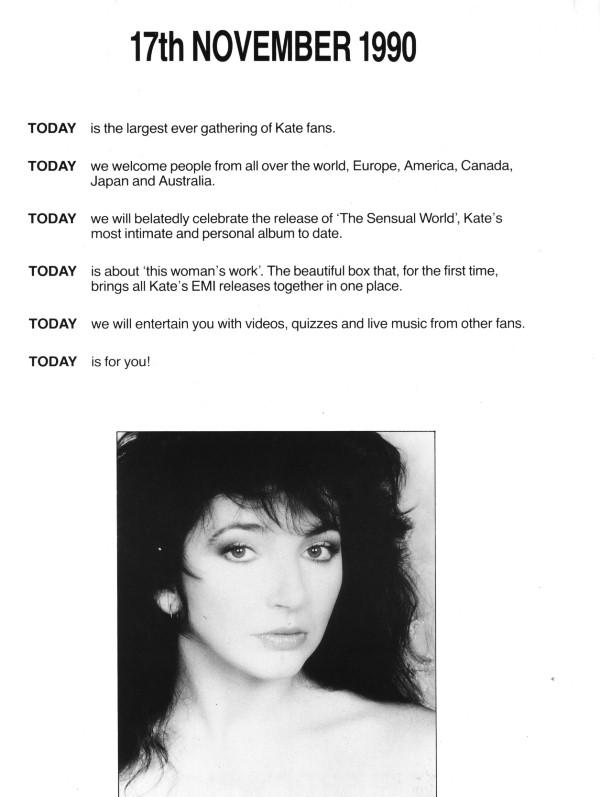 17th NOVEMBER 1990
TODAY is the largest ever gathering of Kate fans.
TODAY we welcome people from all over the world, Europe, America, Canada,
Japan and Australia.
TODAY we will belatedly celebrate the release of ‘The Sensual World’, Kate’s
most intimate and personal album to date.
TODAY is about ‘this woman’s work’. The beautiful box that, for the first time,
brings all Kate’s EMI releases together in one place.
TODAY we will entertain you with videos, quizzes and live music from other fans.
TODAY is for you!